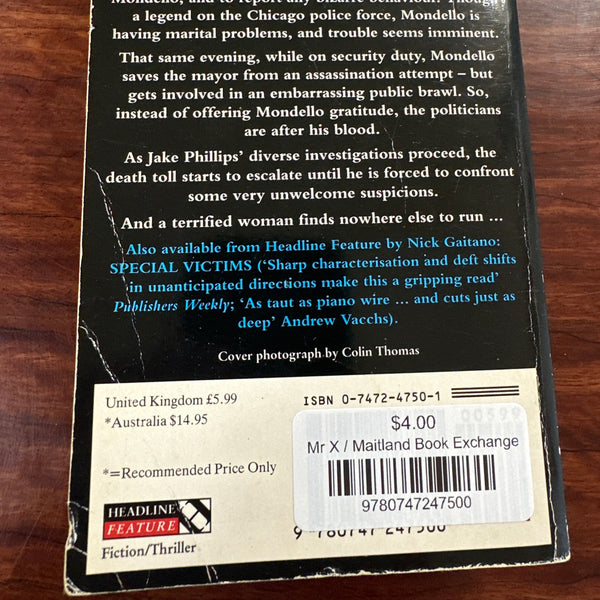 Mondello, and to report any bizarre behaviour. Though
a legend on the Chicago police force, Mondello is
having marital problems, and trouble seems imminent.
That same evening, while on security duty, Mondello
saves the mayor from an assassination attempt – but
gets involved in an embarrassing public brawl. So,
instead of offering Mondello gratitude, the politicians
are after his blood.
As Jake Phillips' diverse investigations proceed, the
death toll starts to escalate until he is forced to confront
some very unwelcome suspicions.
And a terrified woman finds nowhere else to run ...
Also available from Headline Feature by Nick Gaitano:
SPECIAL VICTIMS ('Sharp characterisation and deft shifts
in unanticipated directions make this a gripping read'
Publishers Weekly; 'As taut as piano wire ... and cuts just as
deep' Andrew Vacchs).
Cover photograph by Colin Thomas
United Kingdom £5.99
*Australia $14.95
*=Recommended Price Only
HEADLINE
FEATURE
Fiction/Thriller
ISBN 0-7472-4750-1
00599
$4.00
Mr X / Maitland Book Exchange
9780747247500
9 780747 247500